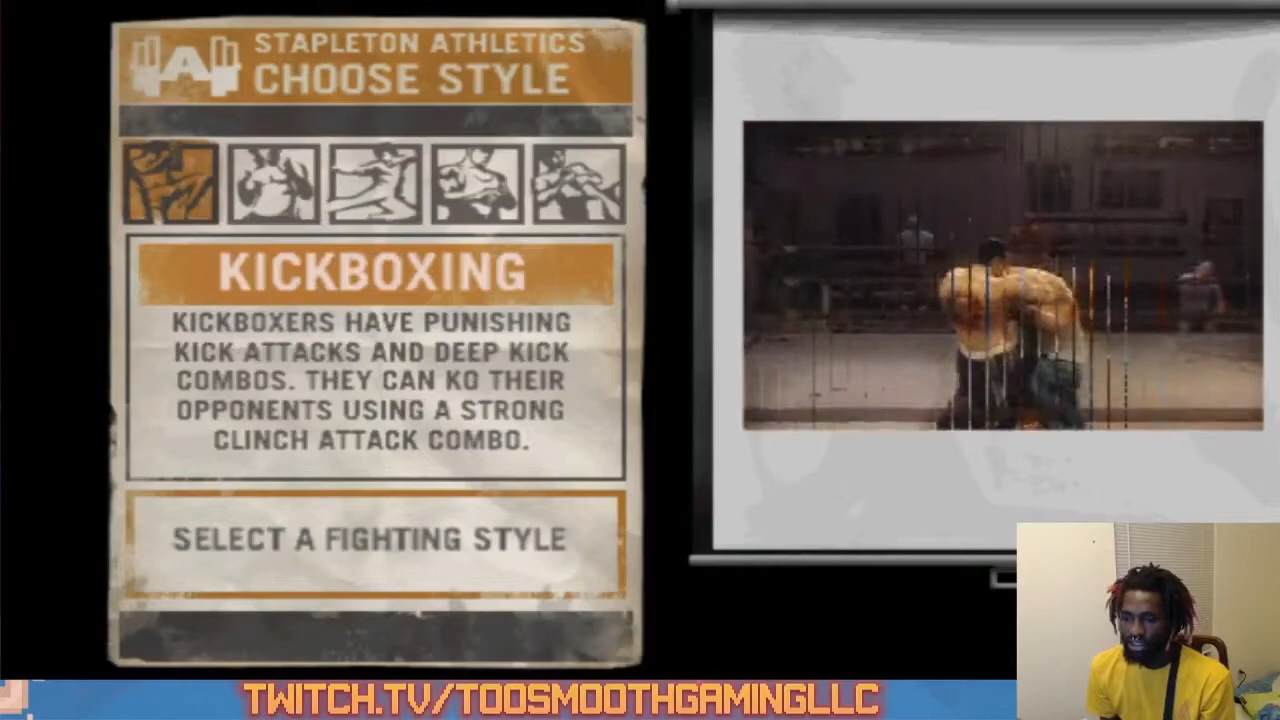 STAPLETON ATHLETICS
CHOOSE STYLE
KICKBOXING
KICKBOXERS HAVE PUNISHING
KICK ATTACKS AND DEEP KICK
COMBOS. THEY CAN KO THEIR
OPPONENTS USING A STRONG
CLINCH ATTACK COMBO.
SELECT A FIGHTING STYLE
TWITCH.TV/TOOSMOOTHGAMINGLLC